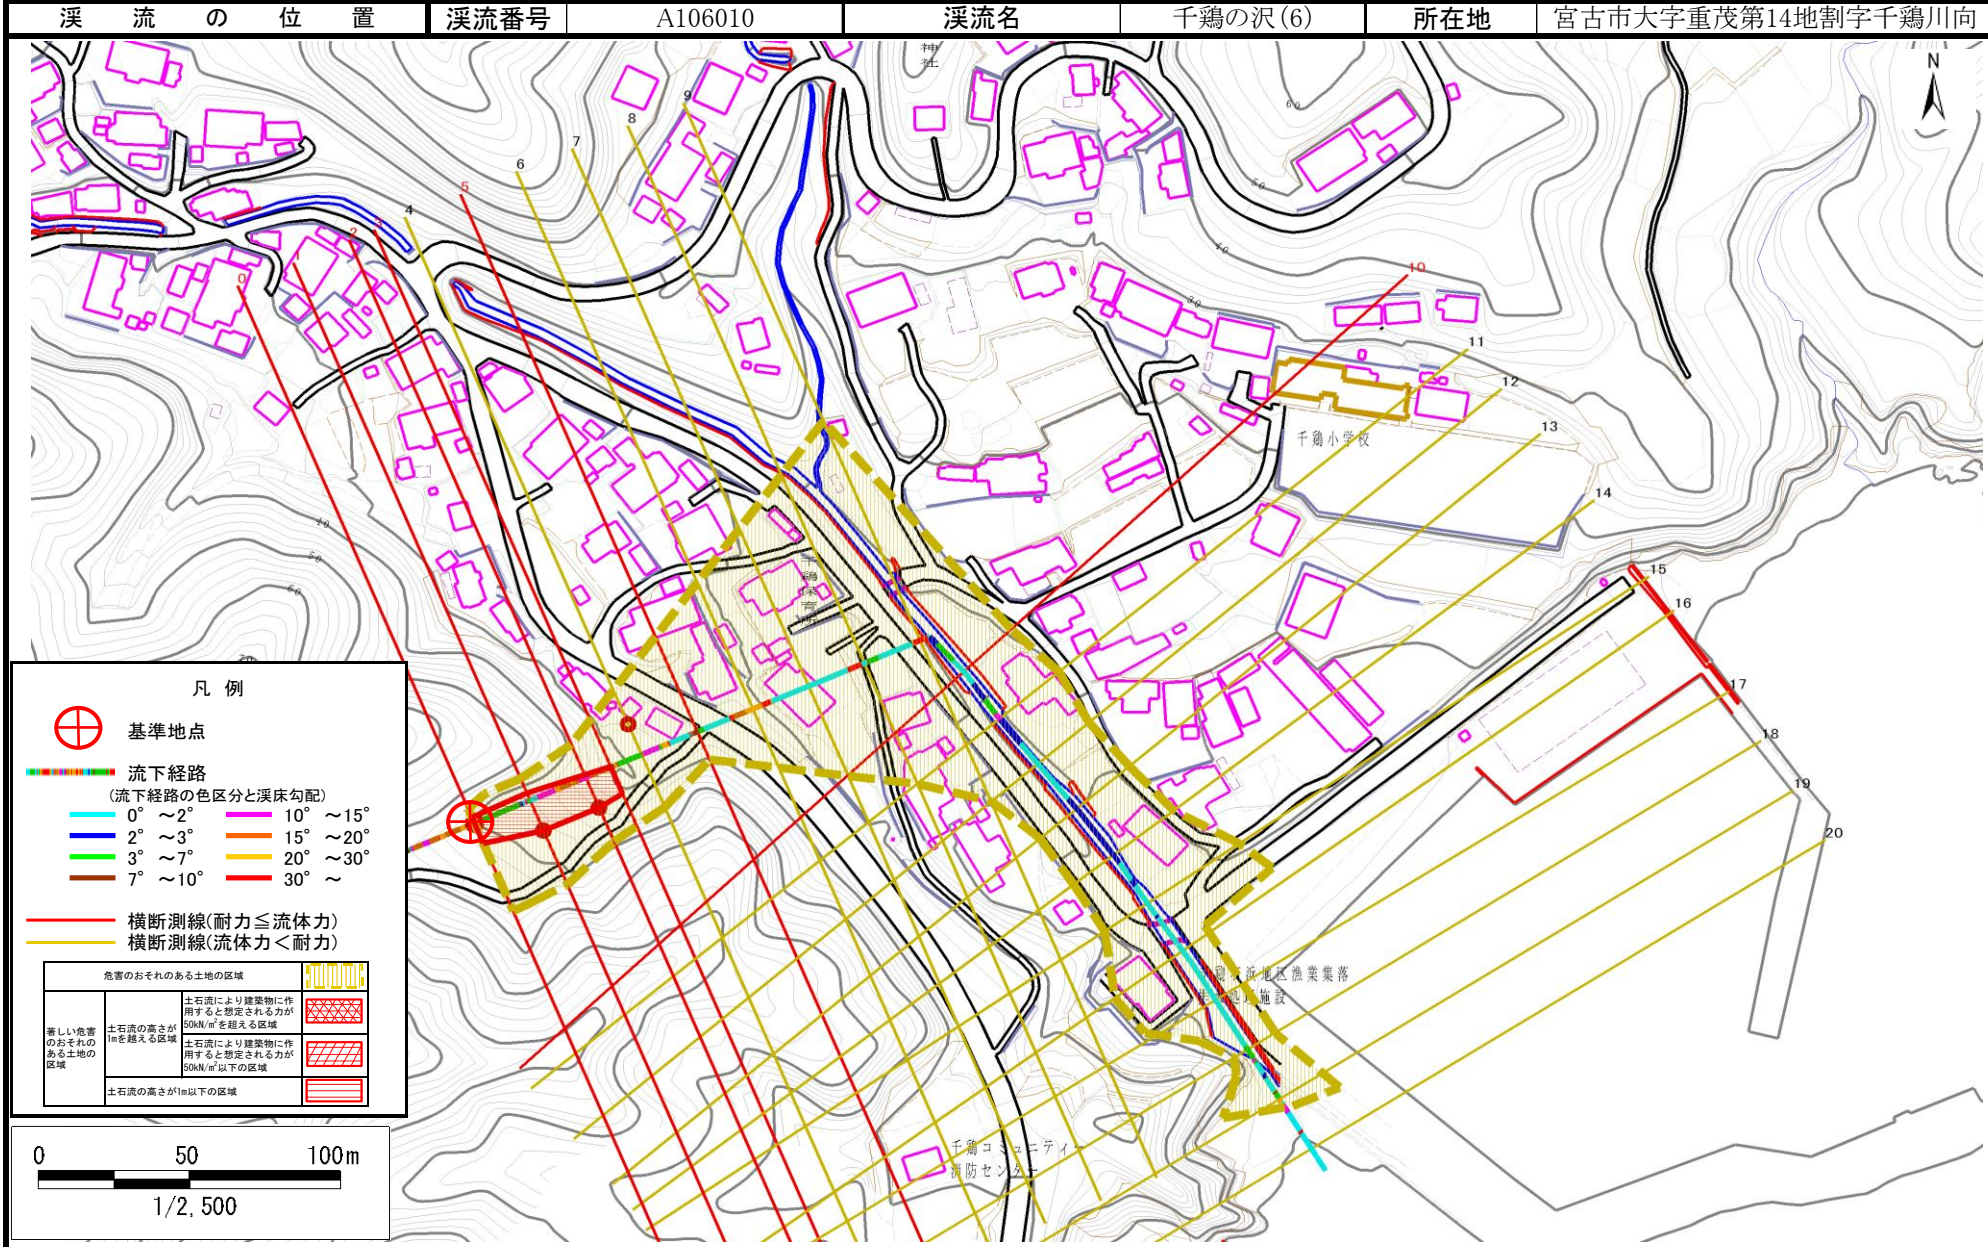 渓流の位置 渓流番号 A106010 渓流名 千鶏の沢(6) 所在地 宮古市大字重茂第14地割字千鶏川向
神社
N
9
8
7
6
5
4
3
2
1
0
60
50
40
30
10
11
12
13
14
15
16
17
18
19
20
千鶏小学校
40
50
60
凡 例
基準地点
流下経路
(流下経路の色区分と渓床勾配)
0° ～2° 10° ～15°
2° ～3° 15° ～20°
3° ～7° 20° ～30°
7° ～10° 30° ～
横断測線(耐力≦流体力)
横断測線(流体力＜耐力)
危害のおそれのある土地の区域
著しい危害のおそれのある土地の区域
土石流の高さが1mを越える区域
土石流により建築物に作用すると想定される力が50kN/㎡を超える区域
土石流により建築物に作用すると想定される力が50kN/㎡以下の区域
土石流の高さが1m以下の区域
千鶏コミュニティー
消防センター
0 50 100m
1/2,500